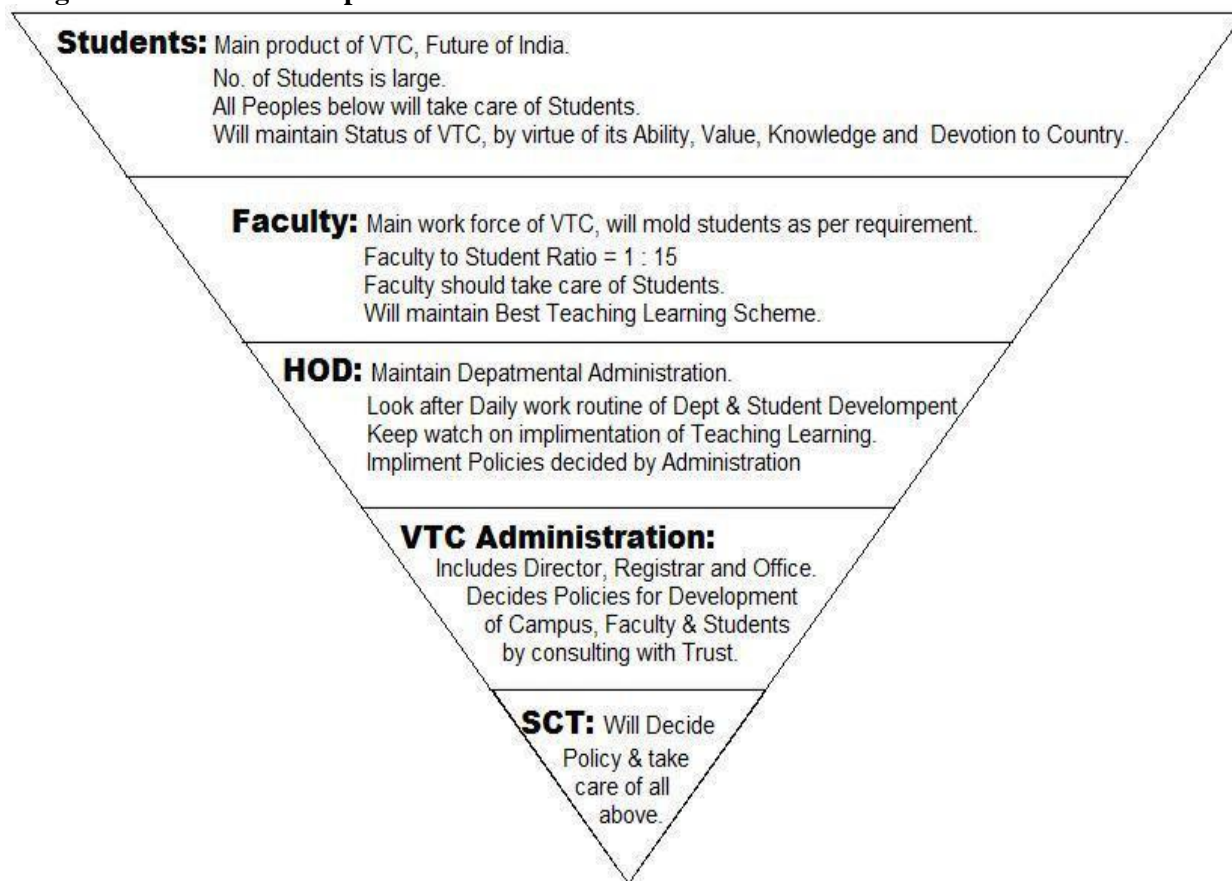 Students: Main product of VTC, Future of India.
No. of Students is large.
All Peoples below will take care of Students.
Will maintain Status of VTC, by virtue of its Ability, Value, Knowledge and Devotion to Country.
Faculty: Main work force of VTC, will mold students as per requirement.
Faculty to Student Ratio = 1 : 15
Faculty should take care of Students.
Will maintain Best Teaching Learning Scheme.
HOD: Maintain Depatmental Administration.
Look after Daily work routine of Dept & Student Develompent
Keep watch on implimentation of Teaching Learning.
Impliment Policies decided by Administration
VTC Administration:
Includes Director, Registrar and Office.
Decides Policies for Development
of Campus, Faculty & Students
by consulting with Trust.
SCT: Will Decide
Policy & take
care of all
above.